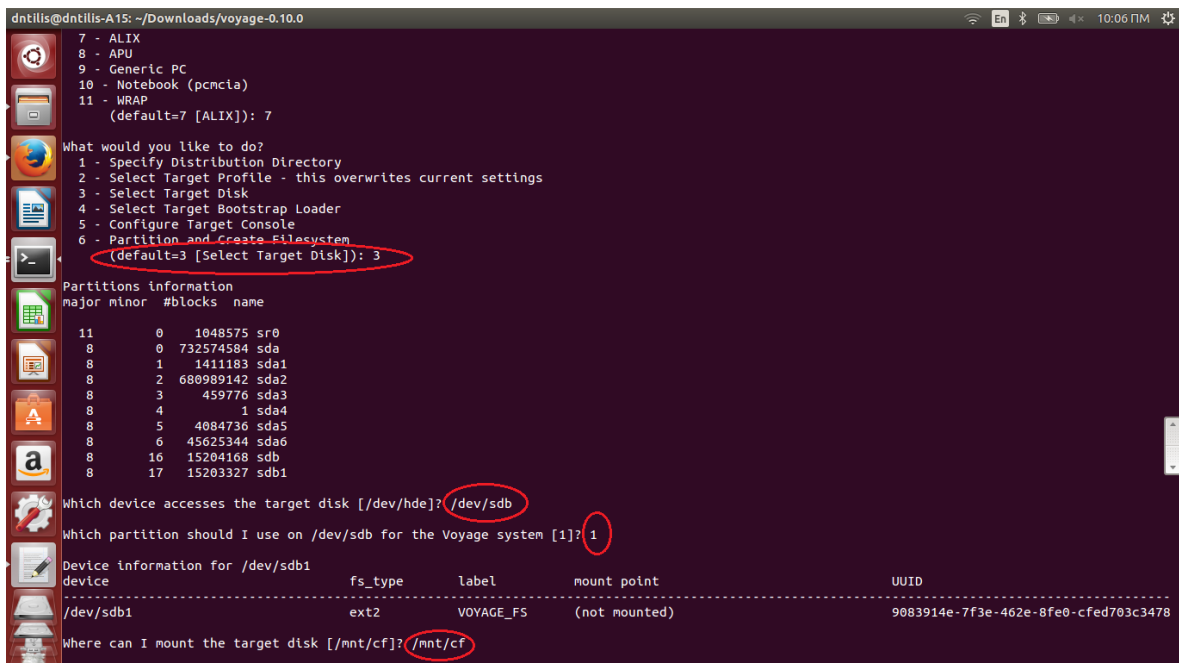 dntilis@dntilis-A15: ~/Downloads/voyage-0.10.0 En 10:06 ΠΜ
7 - ALIX
8 - APU
9 - Generic PC
10 - Notebook (pcmcia)
11 - WRAP
(default=7 [ALIX]): 7
What would you like to do?
1 - Specify Distribution Directory
2 - Select Target Profile - this overwrites current settings
3 - Select Target Disk
4 - Select Target Bootstrap Loader
5 - Configure Target Console
6 - Partition and Create Filesystem
(default=3 [Select Target Disk]): 3
Partitions information
major minor #blocks name
11 0 1048575 sr0
8 0 732574584 sda
8 1 1411183 sda1
8 2 680989142 sda2
8 3 459776 sda3
8 4 1 sda4
8 5 4084736 sda5
8 6 45625344 sda6
8 16 15204168 sdb
8 17 15203327 sdb1
Which device accesses the target disk [/dev/hde]? /dev/sdb
Which partition should I use on /dev/sdb for the Voyage system [1]? 1
Device information for /dev/sdb1
device fs_type label mount point UUID
--------------------------------------------------------------------------------
/dev/sdb1 ext2 VOYAGE_FS (not mounted) 9083914e-7f3e-462e-8fe0-cfed703c3478
Where can I mount the target disk [/mnt/cf]? /mnt/cf